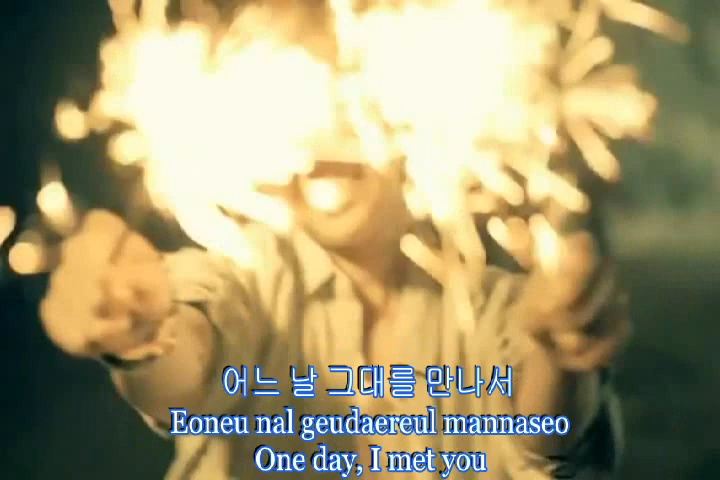 어느 날 그대를 만나서
Eoneu nal geudaereul mannaseo
One day, I met you